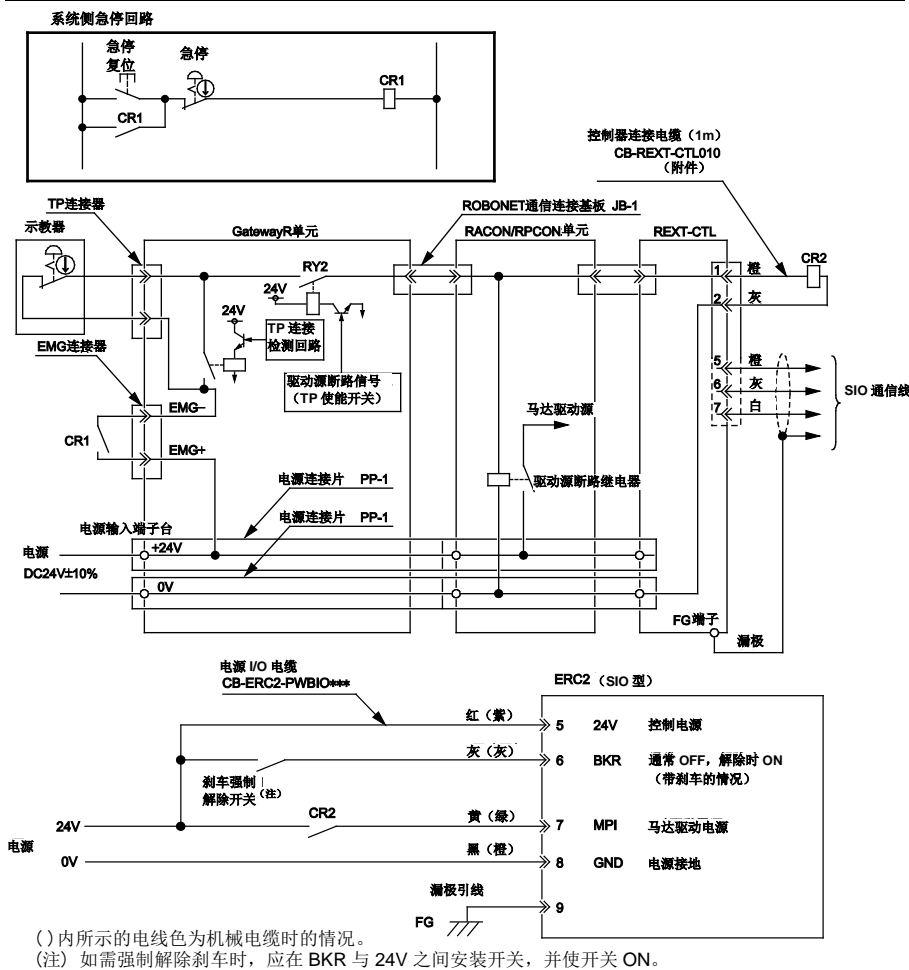 系统侧急停回路
急停
复位
急停
CR1
CR1
控制器连接电缆（1m）
CB-REXT-CTL010
（附件）
TP连接器
ROBONET通信连接基板 JB-1
示教器
GatewayR单元
RACON/RPCON单元
REXT-CTL
RY2
CR2
1
橙
24V
2
灰
24V
TP 连接
检测回路
EMG连接器
驱动源断路信号
（TP 使能开关）
5
橙
6
灰
SIO 通信线
7
白
EMG−
马达驱动源
CR1
EMG+
电源连接片 PP-1
驱动源断路继电器
电源连接片 PP-1
电源输入端子台
电源
+24V
DC24V±10%
0V
FG端子
漏极
电源 I/O 电缆
CB-ERC2-PWBIO***
ERC2（SIO 型）
红（紫）
5 24V 控制电源
灰（灰）
6 BKR 通常 OFF，解除时 ON
（带刹车的情况）
刹车强制
解除开关（注）
CR2
黄（绿）
24V
7 MPI 马达驱动电源
电源
黑（橙）
0V
8 GND 电源接地
漏极引线
9
FG
( )内所示的电线色为机械电缆时的情况。
(注) 如需强制解除刹车时，应在 BKR 与 24V 之间安装开关，并使开关 ON。